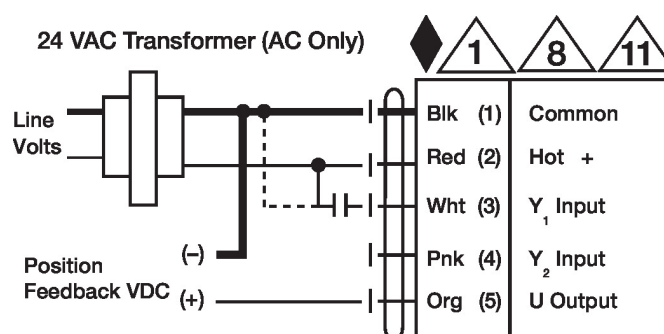 24 VAC Transformer (AC Only)
1 8 11
Line
Volts
Blk (1) Common
Red (2) Hot +
Wht (3) Y1 Input
Pnk (4) Y2 Input
Org (5) U Output
(–)
Position
Feedback VDC (+)